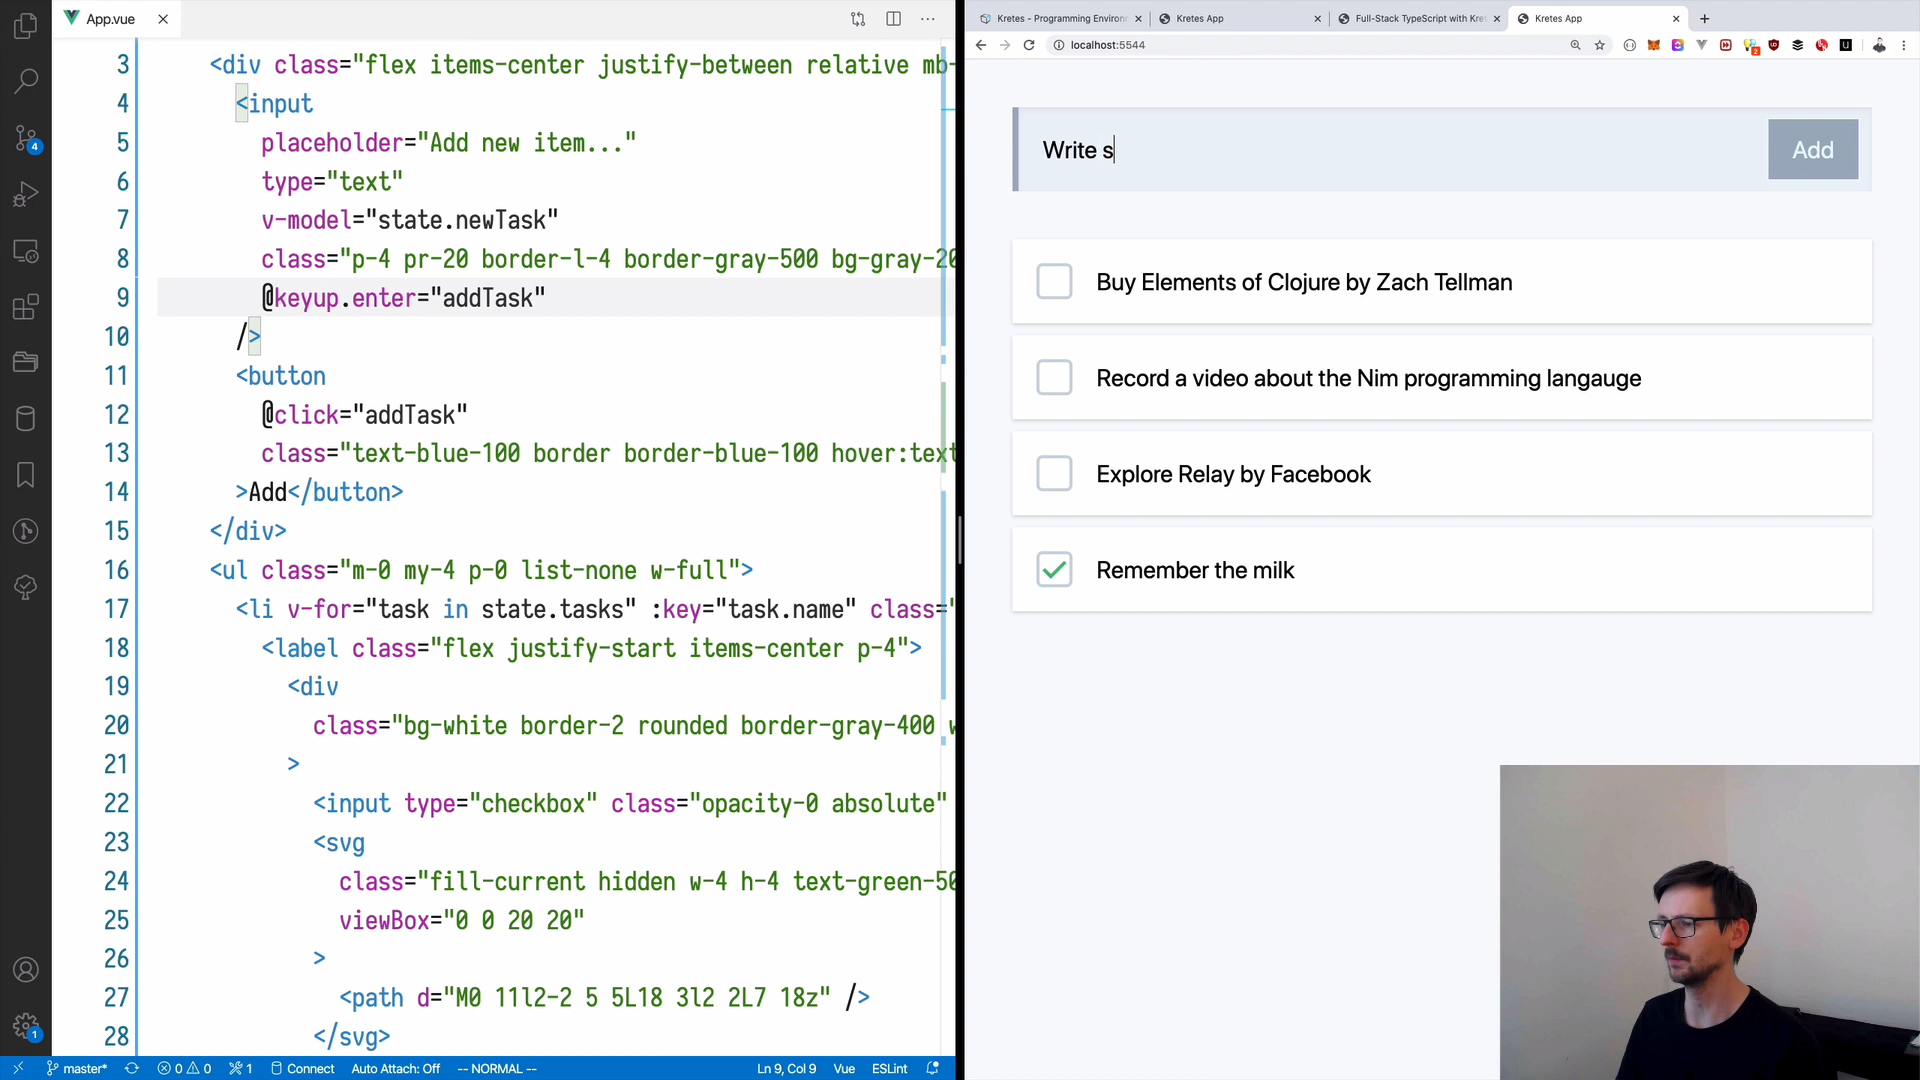 App.vue
3 <div class="flex items-center justify-between relative mb-
4 <input
5 placeholder="Add new item..."
6 type="text"
7 v-model="state.newTask"
8 class="p-4 pr-20 border-l-4 border-gray-500 bg-gray-20
9 @keyup.enter="addTask"
10 />
11 <button
12 @click="addTask"
13 class="text-blue-100 border border-blue-100 hover:text
14 >Add</button>
15 </div>
16 <ul class="m-0 my-4 p-0 list-none w-full">
17 <li v-for="task in state.tasks" :key="task.name" class="
18 <label class="flex justify-start items-center p-4">
19 <div
20 class="bg-white border-2 rounded border-gray-400 w
21 >
22 <input type="checkbox" class="opacity-0 absolute"
23 <svg
24 class="fill-current hidden w-4 h-4 text-green-50
25 viewBox="0 0 20 20"
26 >
27 <path d="M0 11l2-2 5 5L18 3l2 2L7 18z" />
28 </svg>
4
1
master* 0 0 1 Connect Auto Attach: Off -- NORMAL -- Ln 9, Col 9 Vue ESLint
Kretes - Programming Environm
Kretes App
Full-Stack TypeScript with Kret
Kretes App
localhost:5544
2
Write s
Add
Buy Elements of Clojure by Zach Tellman
Record a video about the Nim programming langauge
Explore Relay by Facebook
Remember the milk